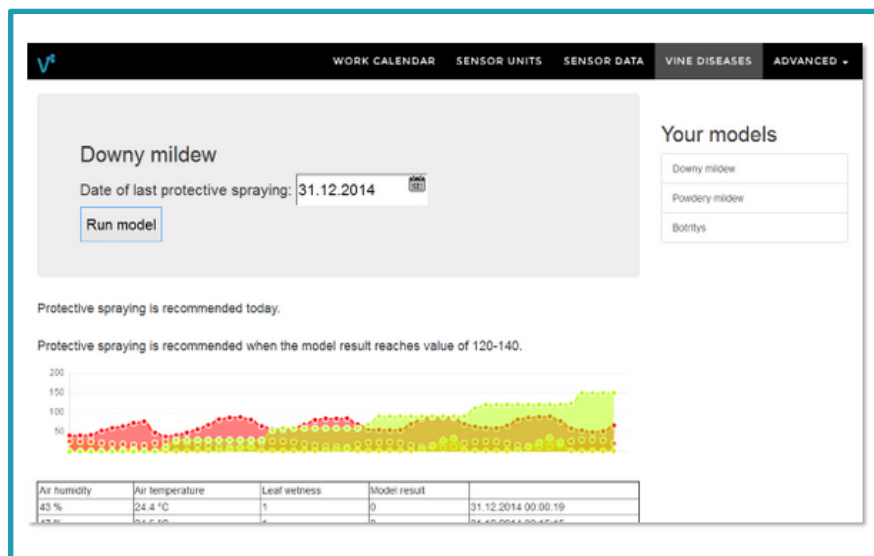 V
WORK CALENDAR SENSOR UNITS SENSOR DATA VINE DISEASES ADVANCED
Downy mildew
Date of last protective spraying: 31.12.2014
Run model
Your models
Downy mildew
Powdery mildew
Botritys
Protective spraying is recommended today.
Protective spraying is recommended when the model result reaches value of 120-140.
200
150
100
50
Air humidity Air temperature Leaf wetness Model result
43 % 24.4 °C 1 0 31.12.2014 00:00:19